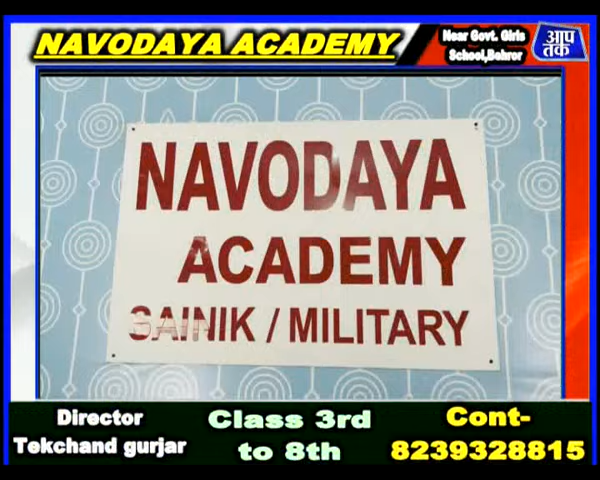 NAVODAYA ACADEMY
Near Govt. Girls
School,Behror
आप
तक
NAVODAYA
ACADEMY
SAINIK / MILITARY
Director
Tekchand gurjar
Class 3rd
to 8th
Cont-
8239328815